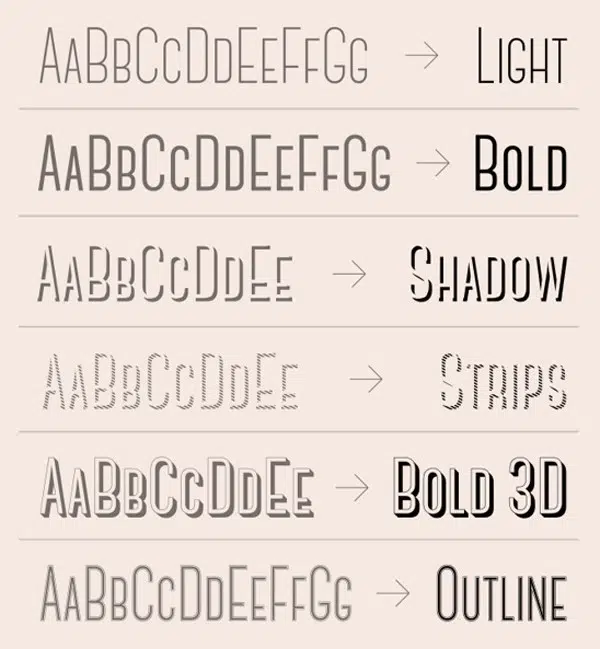 AaBbCcDdEeFfGg → Light
AaBbCcDdEeFfGg → Bold
AaBbCcDdEe → Shadow
AaBbCcDdEe → Strips
AaBbCcDdEe → Bold 3D
AaBbCcDdEeFfGg → Outline